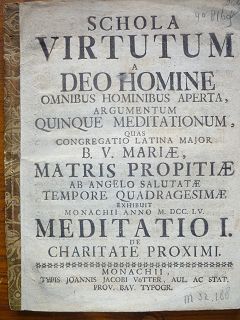 SCHOLA
VIRTUTUM
A
DEO HOMINE
OMNIBUS HOMINIBUS APERTA,
ARGUMENTUM
QUINQUE MEDITATIONUM,
QUAS
CONGREGATIO LATINA MAJOR
B. V. MARIÆ,
MATRIS PROPITIÆ
AB ANGELO SALUTATÆ
TEMPORE QUADRAGESIMÆ
EXHIBUIT
MONACHII ANNO M. DCC. LV.
MEDITATIO I.
DE
CHARITATE PROXIMI.
MONACHII,
TYPIS JOANNIS JACOBI VÖTTER, AUL. AC STAT.
PROV. BAV. TYPOGR.